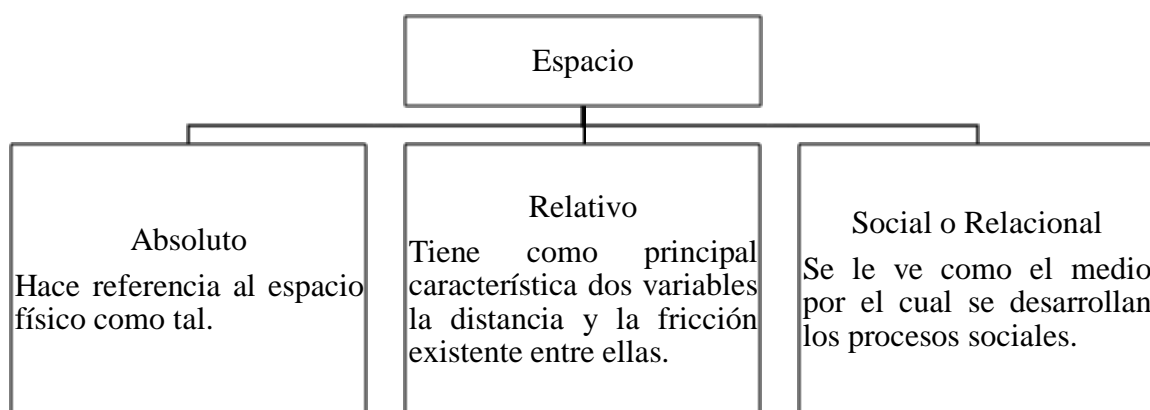 Espacio
Absoluto
Hace referencia al espacio
físico como tal.
Relativo
Tiene como principal
característica dos variables
la distancia y la fricción
existente entre ellas.
Social o Relacional
Se le ve como el medio
por el cual se desarrollan
los procesos sociales.